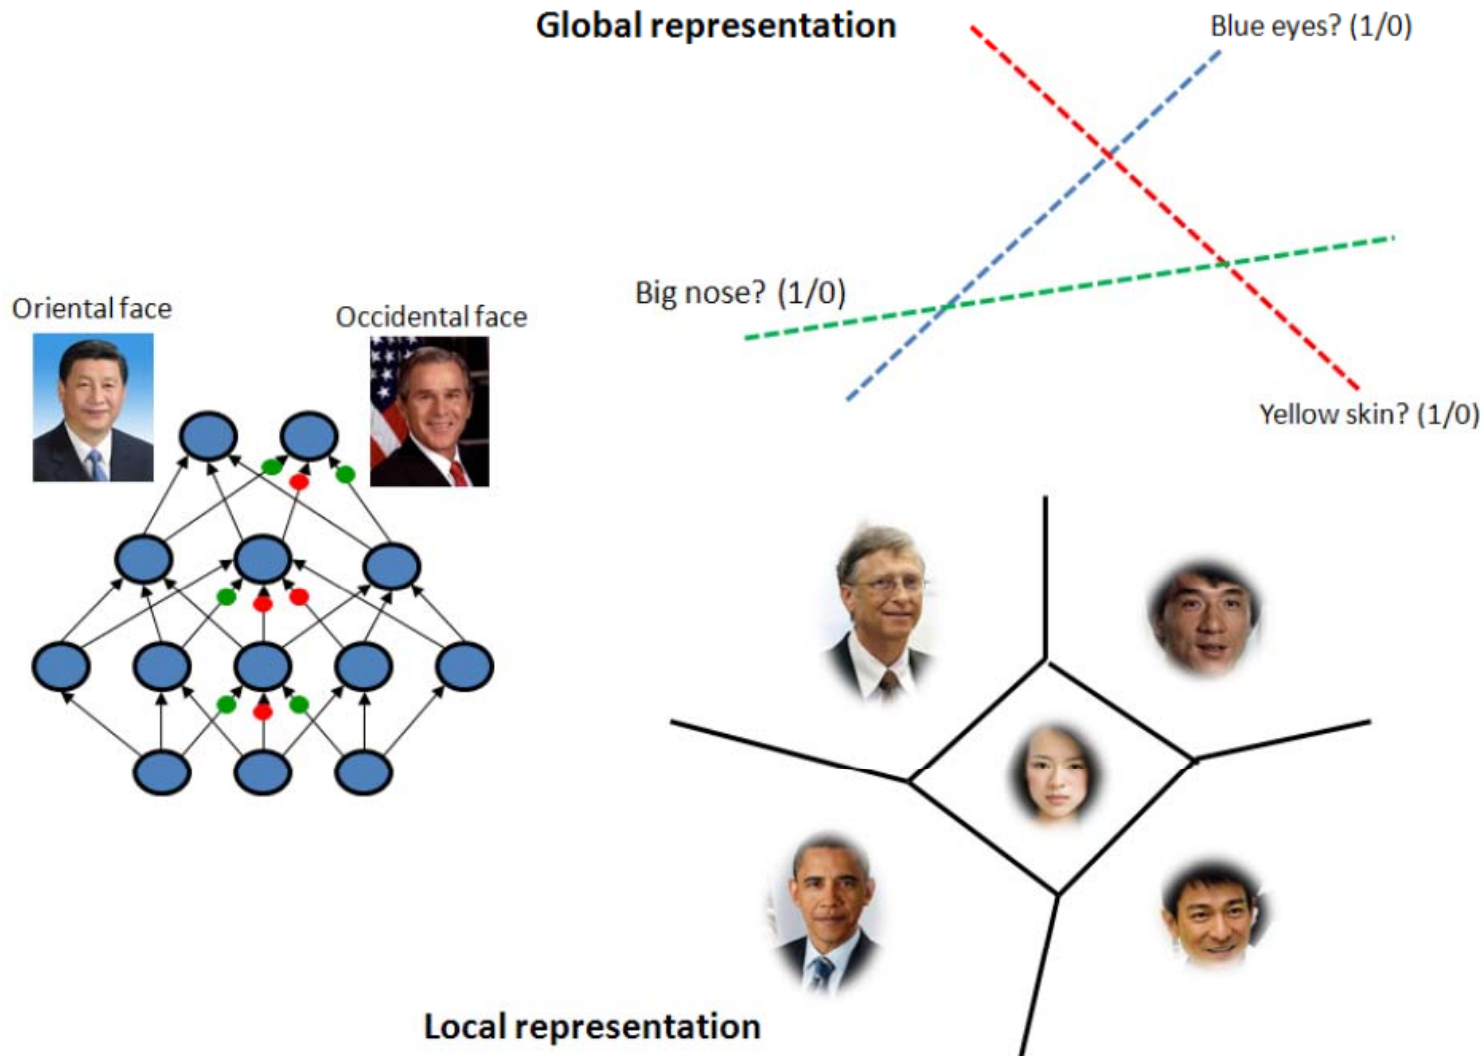 Global representation
Blue eyes? (1/0)
Big nose? (1/0)
Oriental face
Occidental face
Yellow skin? (1/0)
Local representation